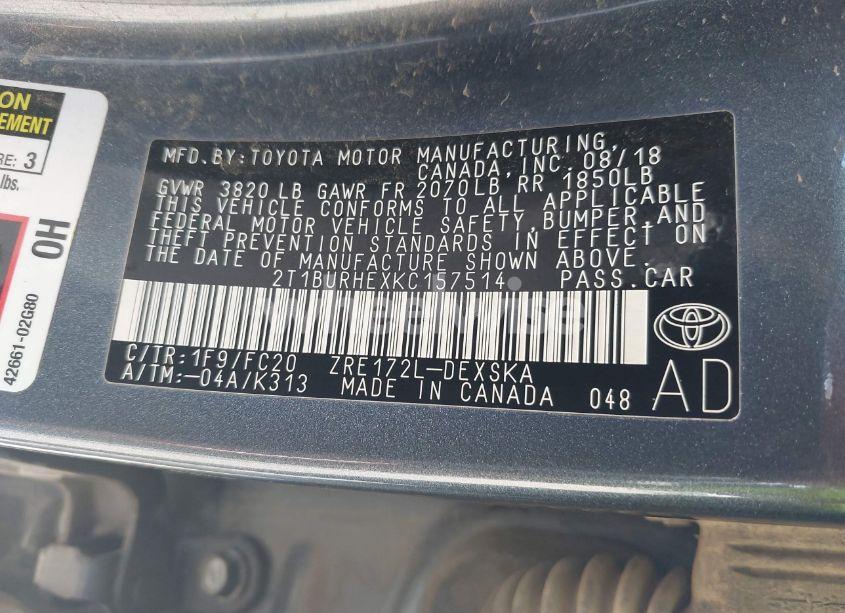 ON
EMENT
RE: 3
lbs.
OH
42661-02G80
MFD.BY:TOYOTA MOTOR MANUFACTURING,
CANADA,INC. 08/18
GVWR 3820 LB GAWR FR 2070LB, RR 1850LB
THIS VEHICLE CONFORMS TO ALL APPLICABLE
FEDERAL MOTOR VEHICLE SAFETY,BUMPER,AND
THEFT PREVENTION STANDARDS IN EFFECT ON
THE DATE OF MANUFACTURE SHOWN ABOVE.
2T1BURHEXKC157514 PASS.CAR
C/TR:1F9/FC20 ZRE172L-DEXSKA
A/TM:-04A/K313 MADE IN CANADA 048 AD